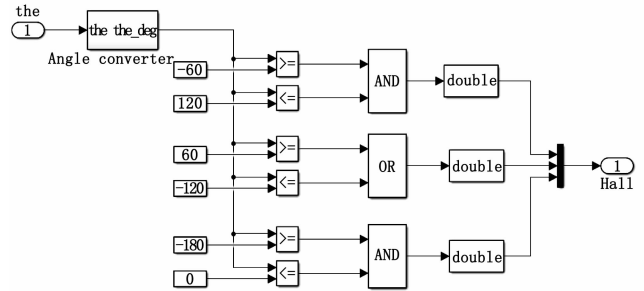 the
1
the the_deg
Angle converter
-60
>=
AND
double
120
<=
60
>=
OR
double
-120
<=
1
Hall
-180
>=
AND
double
0
<=